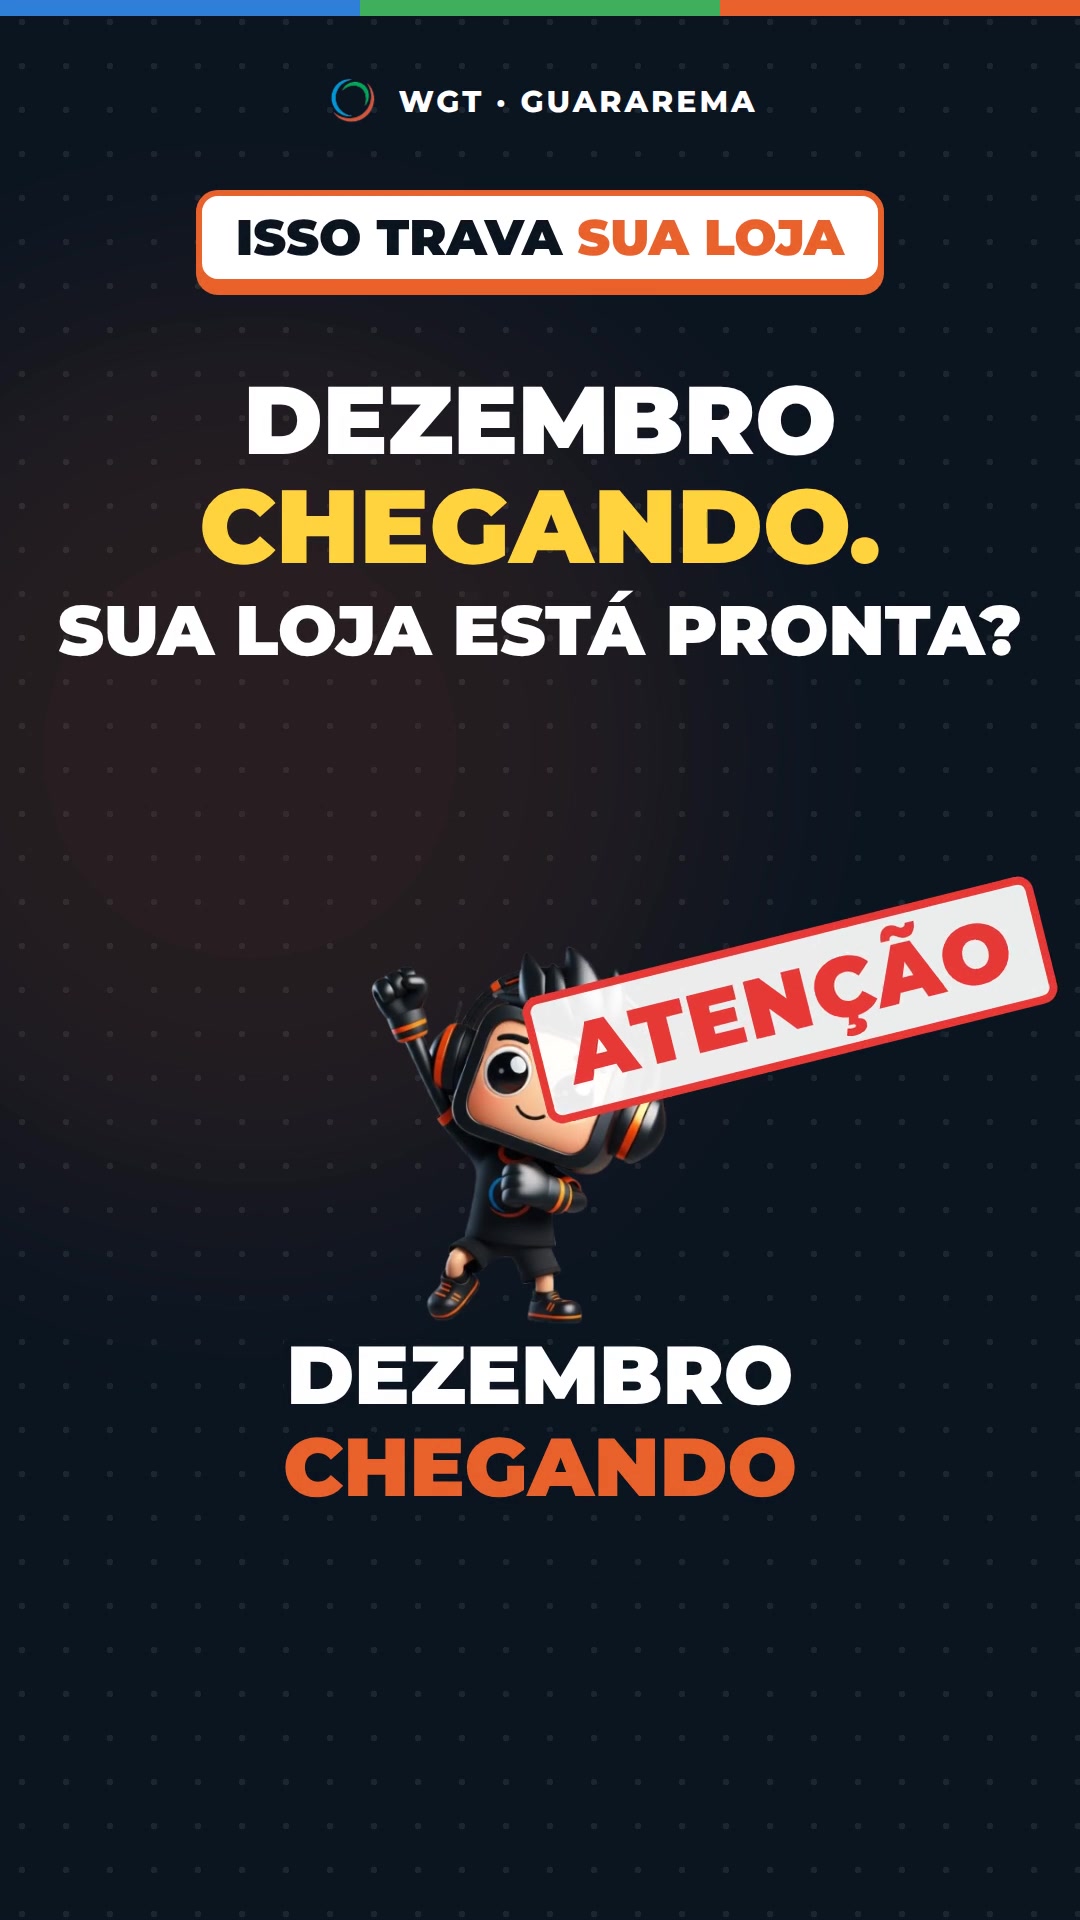 WGT · GUARAREMA
ISSO TRAVA SUA LOJA
DEZEMBRO
CHEGANDO.
SUA LOJA ESTÁ PRONTA?
ATENÇÃO
DEZEMBRO
CHEGANDO